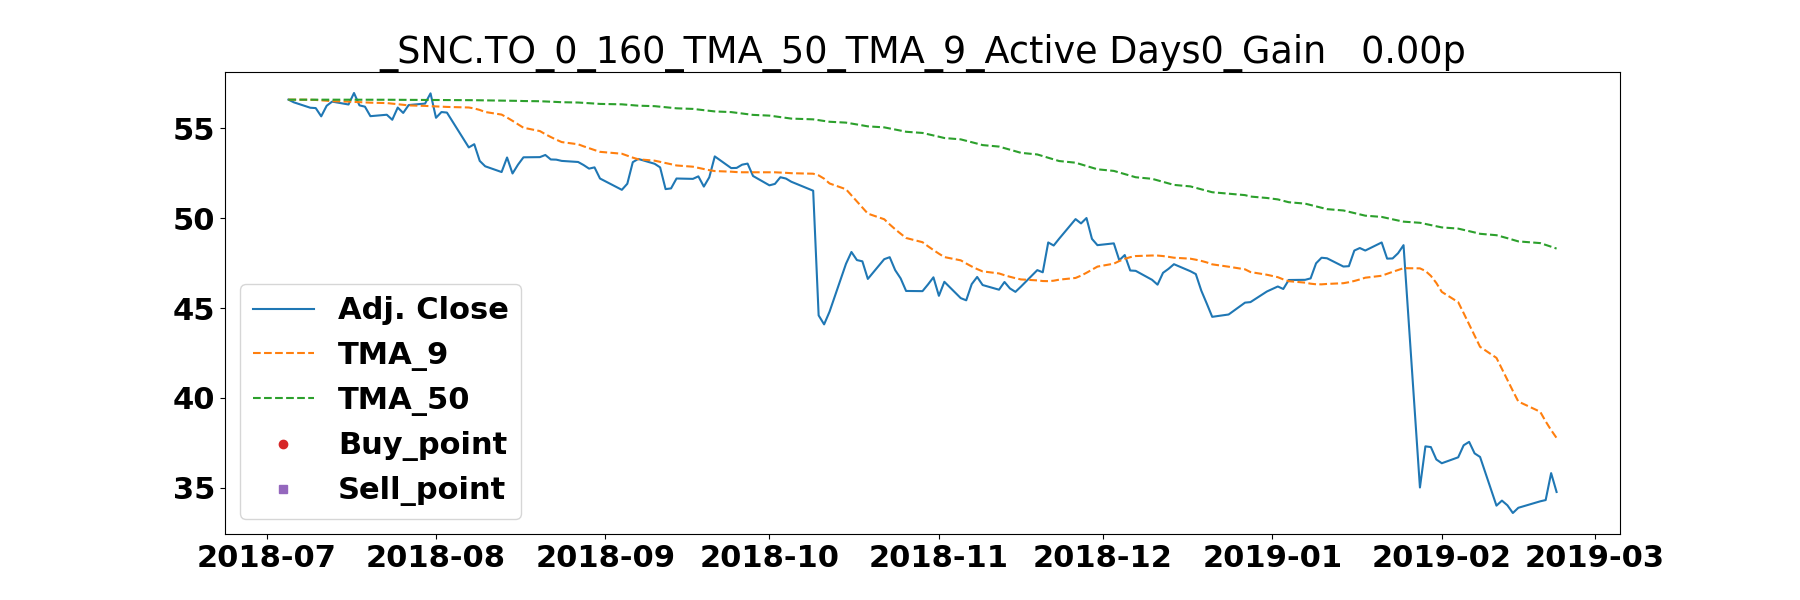 _SNC.TO_0_160_TMA_50_TMA_9_Active Days0_Gain   0.00p
55
50
45
40
35
Adj. Close
TMA_9
TMA_50
Buy_point
Sell_point
2018-07 2018-08 2018-09 2018-10 2018-11 2018-12 2019-01 2019-02 2019-03